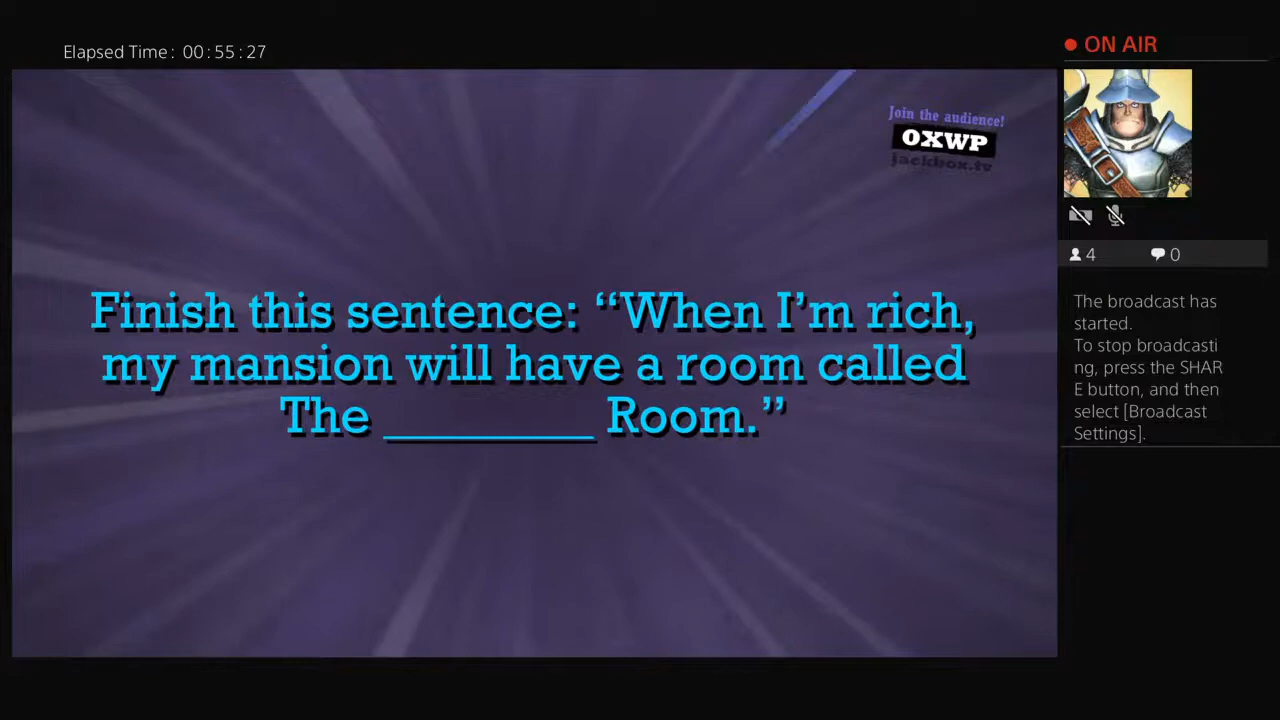 Elapsed Time: 00:55:27
ON AIR
Join the audience!
OXWP
jackbox.tv
Finish this sentence: “When I’m rich,
my mansion will have a room called
The ________ Room.”
4
0
The broadcast has
started.
To stop broadcasti
ng, press the SHAR
E button, and then
select [Broadcast
Settings].